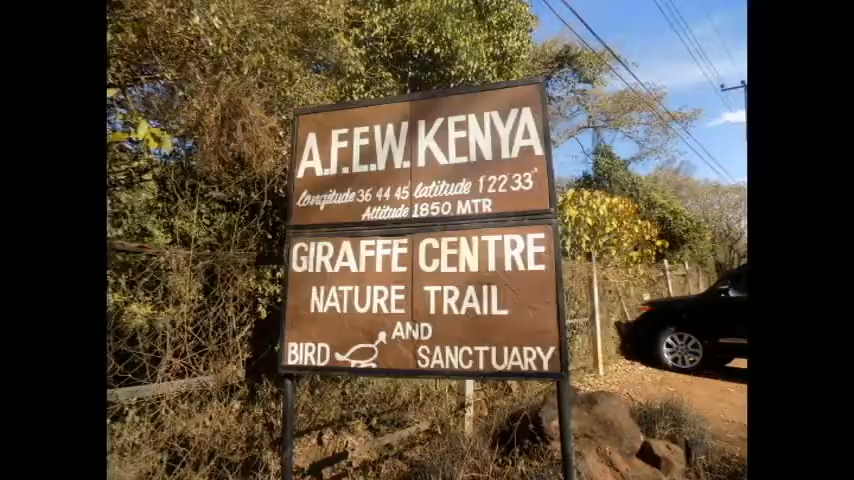 A.F.E.W. KENYA
longitude 36 44 45 latitude 1°22'33"
Altitude 1850 MTR
GIRAFFE CENTRE
NATURE TRAIL
AND
BIRD SANCTUARY